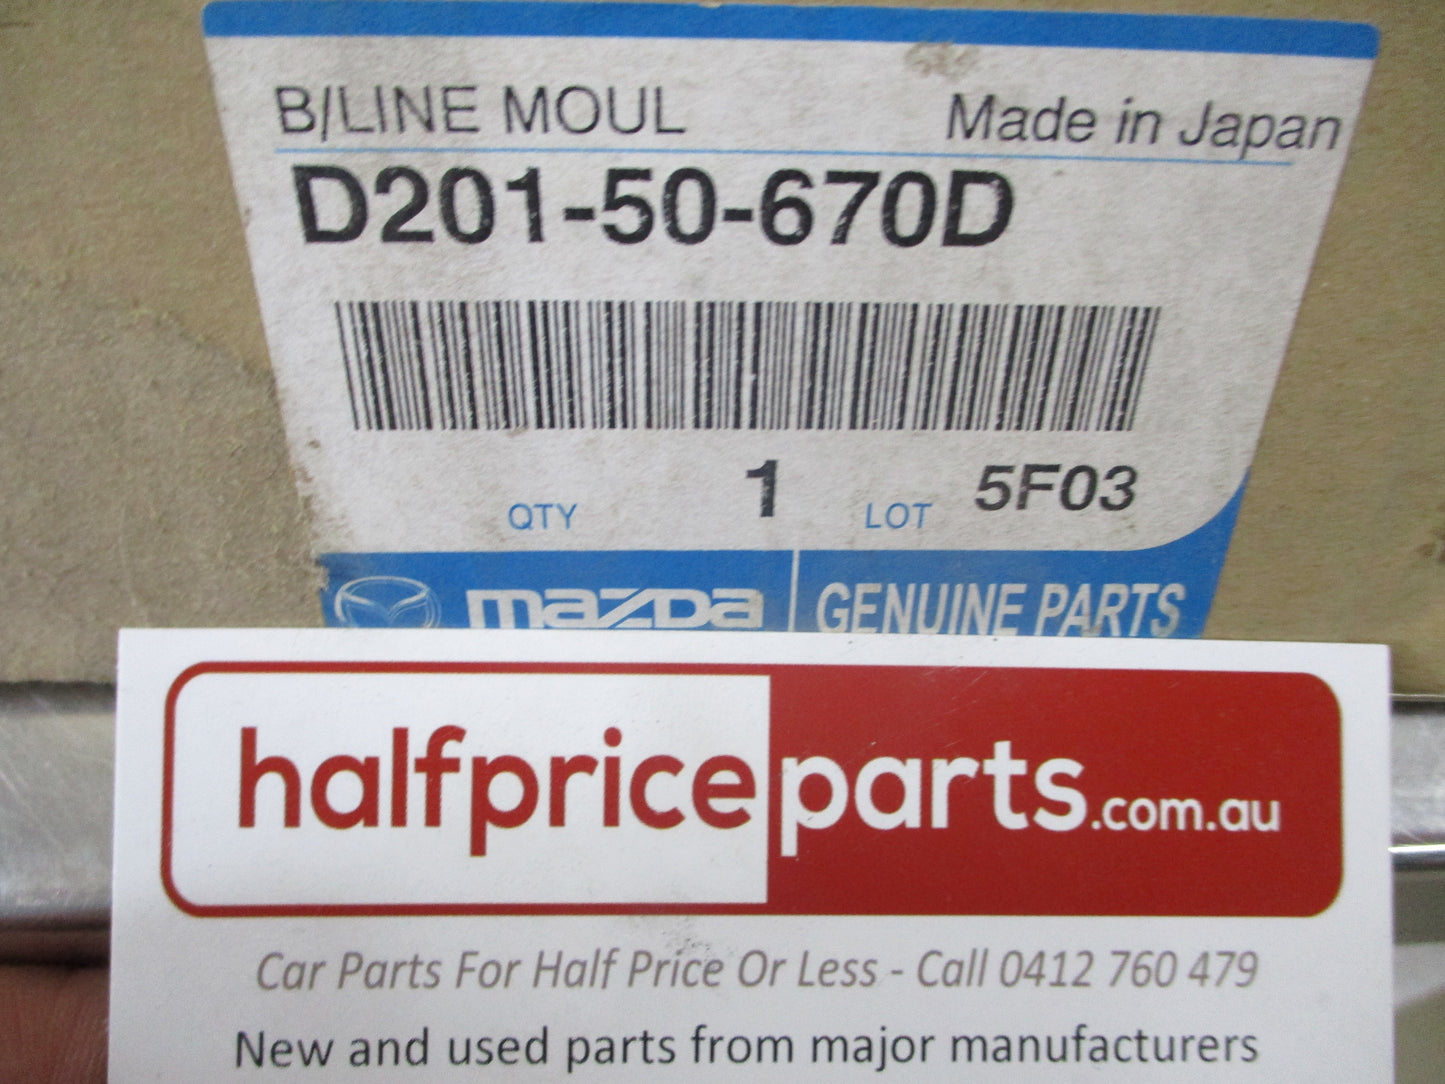 B/LINE MOUL Made in Japan
D201-50-670D
QTY 1 LOT 5F03
mazda GENUINE PARTS
halfpriceparts.com.au
Car Parts For Half Price Or Less - Call 0412 760 479
New and used parts from major manufacturers